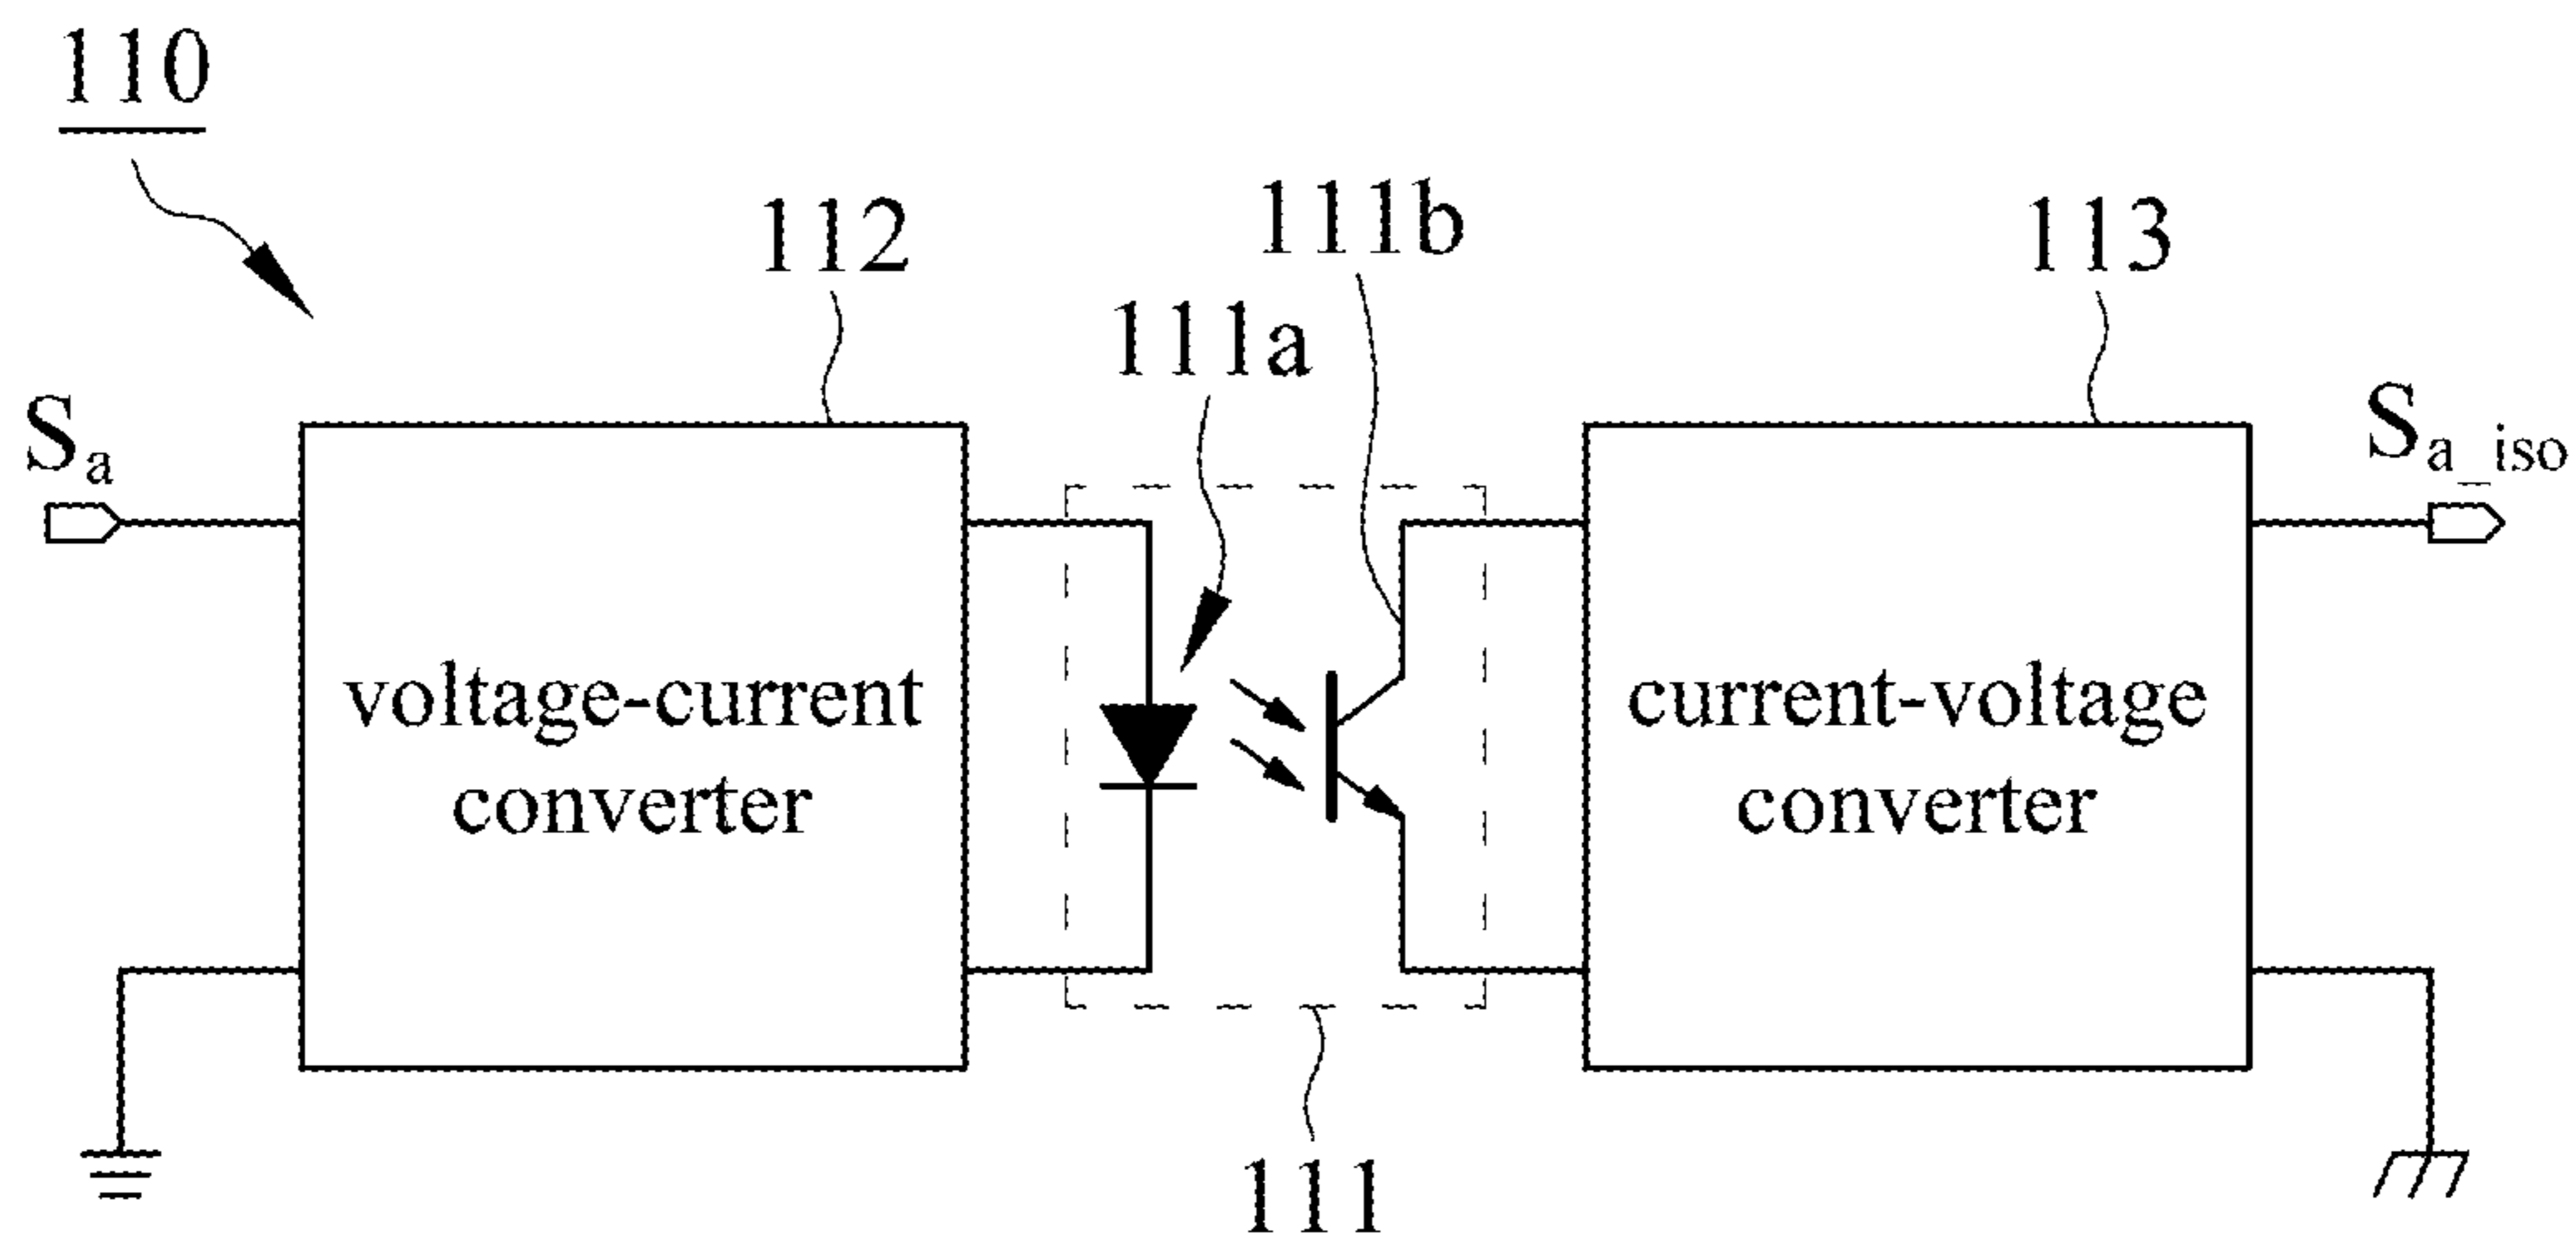 110
112
111b
113
111a
Sa
Sa_iso
voltage-current
converter
current-voltage
converter
111